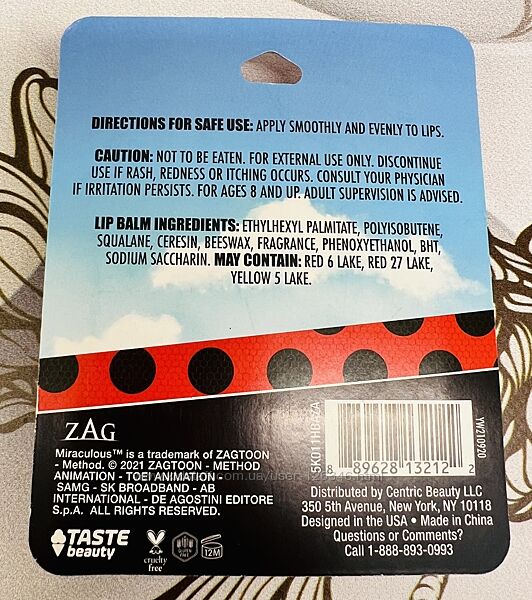 DIRECTIONS FOR SAFE USE: APPLY SMOOTHLY AND EVENLY TO LIPS.
CAUTION: NOT TO BE EATEN. FOR EXTERNAL USE ONLY. DISCONTINUE
USE IF RASH, REDNESS OR ITCHING OCCURS. CONSULT YOUR PHYSICIAN
IF IRRITATION PERSISTS. FOR AGES 8 AND UP. ADULT SUPERVISION IS ADVISED.
LIP BALM INGREDIENTS: ETHYLHEXYL PALMITATE, POLYISOBUTENE,
SQUALANE, CERESIN, BEESWAX, FRAGRANCE, PHENOXYETHANOL, BHT,
SODIUM SACCHARIN. MAY CONTAIN: RED 6 LAKE, RED 27 LAKE,
YELLOW 5 LAKE.
ZAG
Miraculous™ is a trademark of ZAGTOON
- Method. © 2021 ZAGTOON - METHOD
ANIMATION - TOEI ANIMATION -
SAMG - SK BROADBAND - AB
INTERNATIONAL - DE AGOSTINI EDITORE
S.p.A. ALL RIGHTS RESERVED.
TASTE
beauty
cruelty
free
12M
8 89628 13212 2
YW210920
Distributed by Centric Beauty LLC
350 5th Avenue, New York, NY 10118
Designed in the USA • Made in China
Questions or Comments?
Call 1-888-893-0993